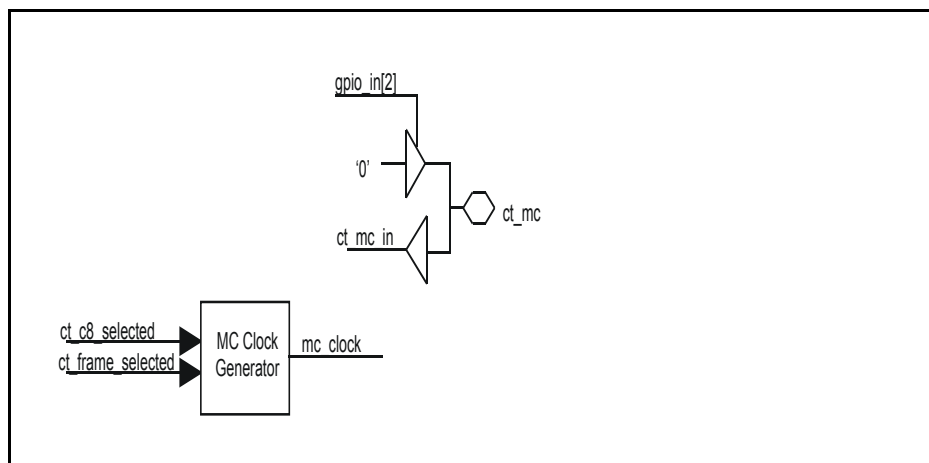 gpio_in[2]
‘0’
ct_mc
ct_mc_in
ct_c8_selected
ct_frame_selected
MC Clock
Generator
mc_clock